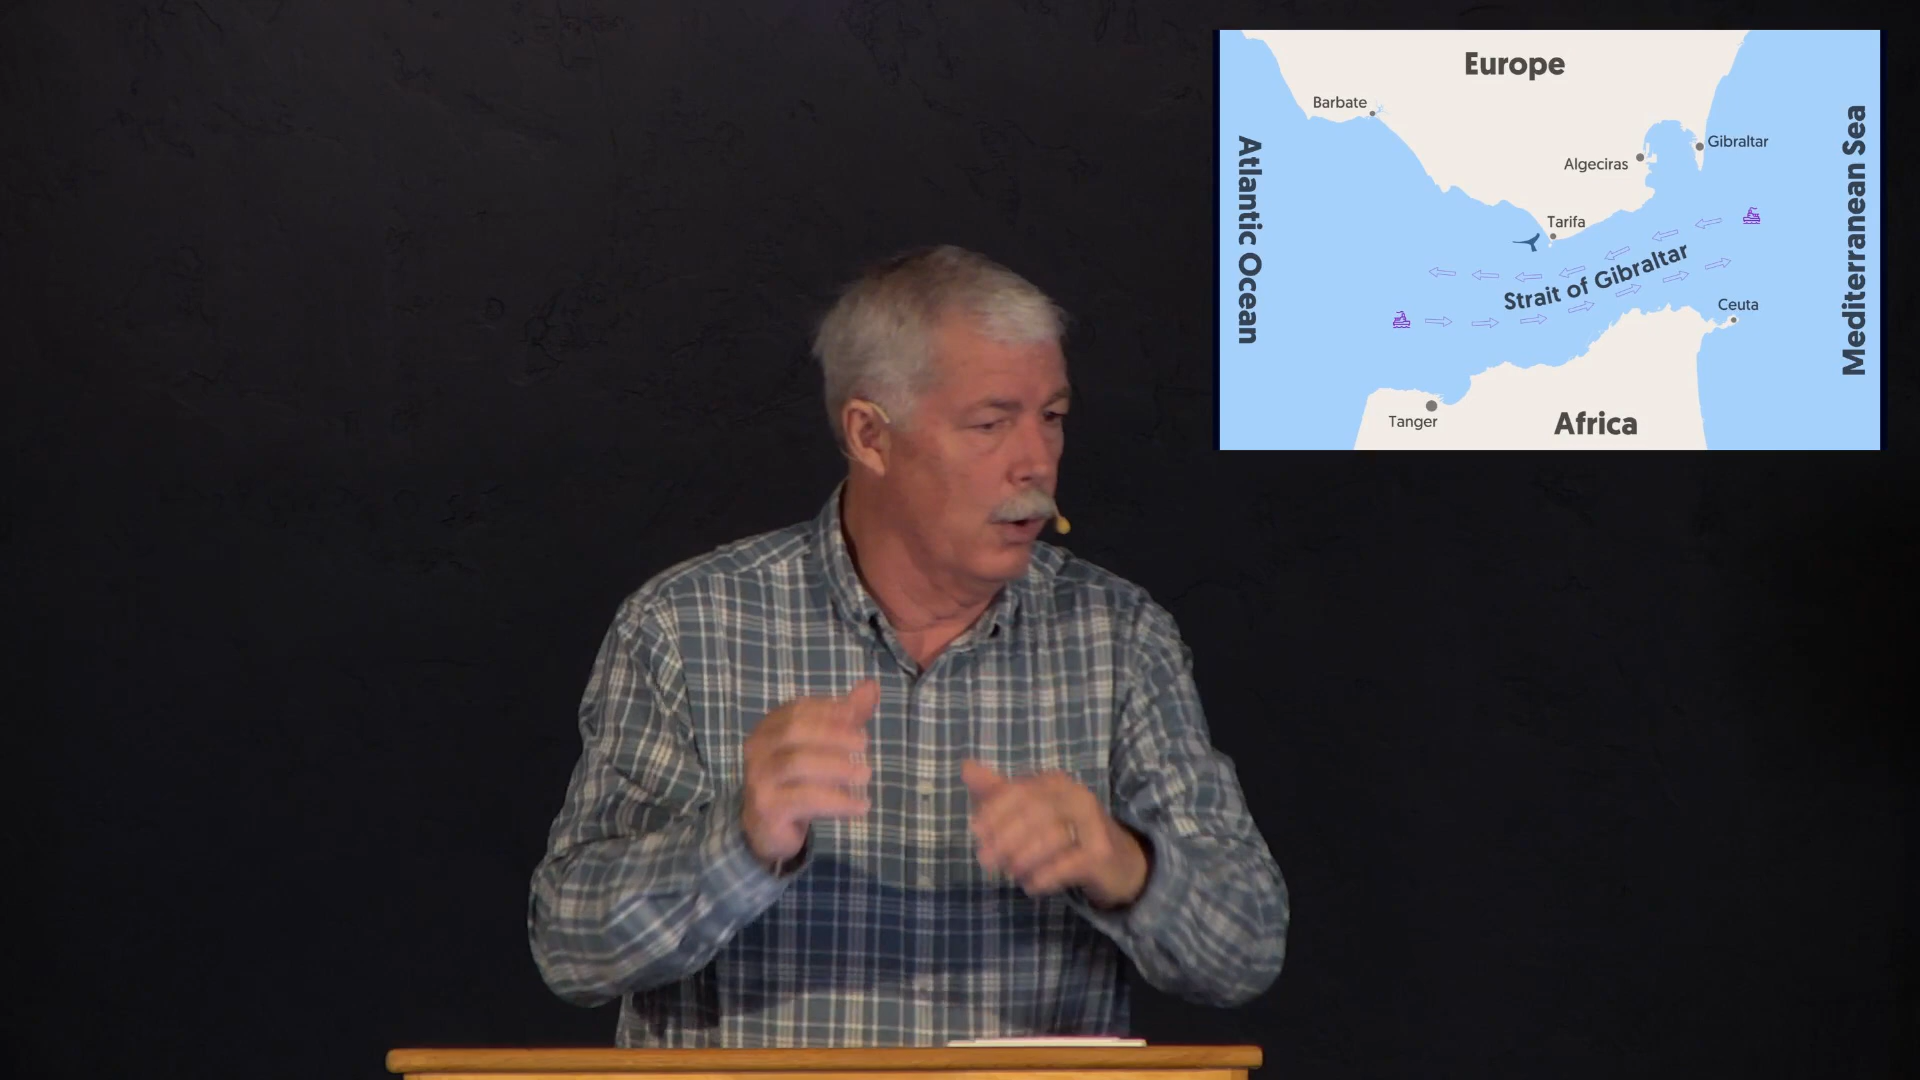 Europe
Barbate
Gibraltar
Algeciras
Atlantic Ocean
Mediterranean Sea
Tarifa
Strait of Gibraltar
Ceuta
Tanger
Africa